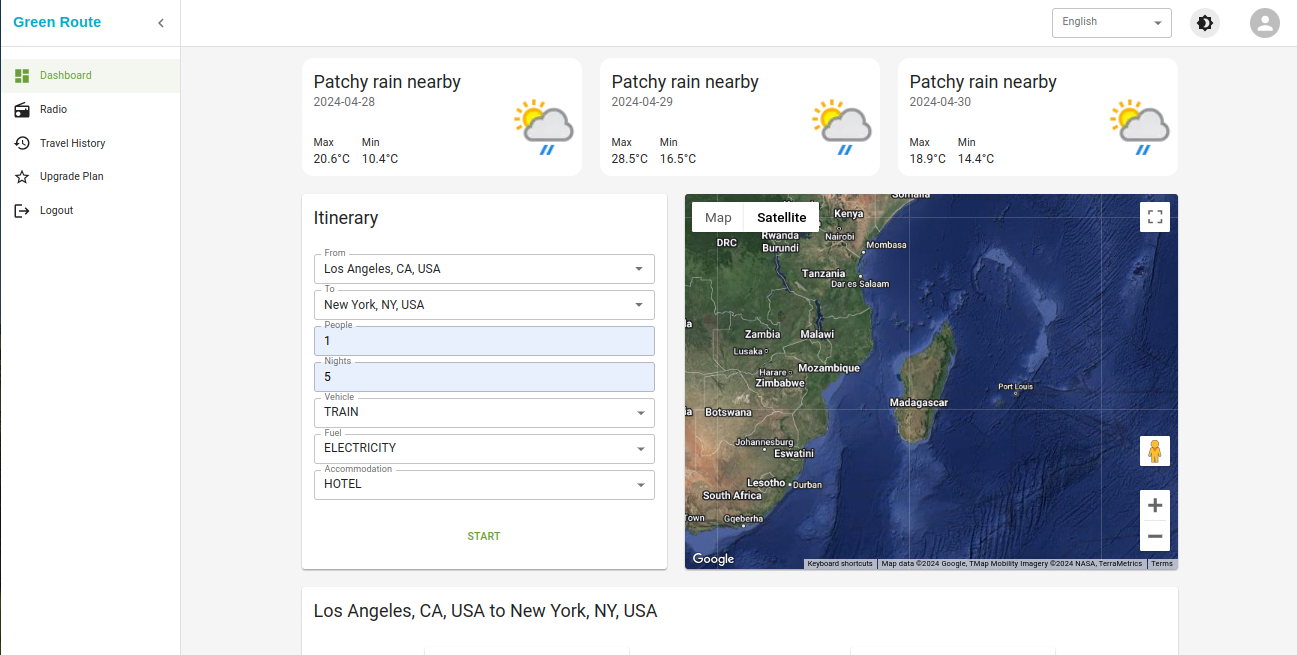 Green Route
English
Dashboard
Radio
Travel History
Upgrade Plan
Logout
Patchy rain nearby
2024-04-28
Max Min
20.6°C 10.4°C
Patchy rain nearby
2024-04-29
Max Min
28.5°C 16.5°C
Patchy rain nearby
2024-04-30
Max Min
18.9°C 14.4°C
Itinerary
From
Los Angeles, CA, USA
To
New York, NY, USA
People
1
Nights
5
Vehicle
TRAIN
Fuel
ELECTRICITY
Accommodation
HOTEL
START
Map Satellite
Somalia
Kenya
DRC
Rwanda
Nairobi
Burundi
Mombasa
Tanzania
Dar es Salaam
Zambia
Malawi
Lusaka
Mozambique
Harare
Zimbabwe
Port Louis
Madagascar
Botswana
Johannesburg
Eswatini
Lesotho
Durban
South Africa
Town
Gqeberha
Google
Keyboard shortcuts
Map data ©2024 Google, TMap Mobility Imagery ©2024 NASA, TerraMetrics
Terms
Los Angeles, CA, USA to New York, NY, USA